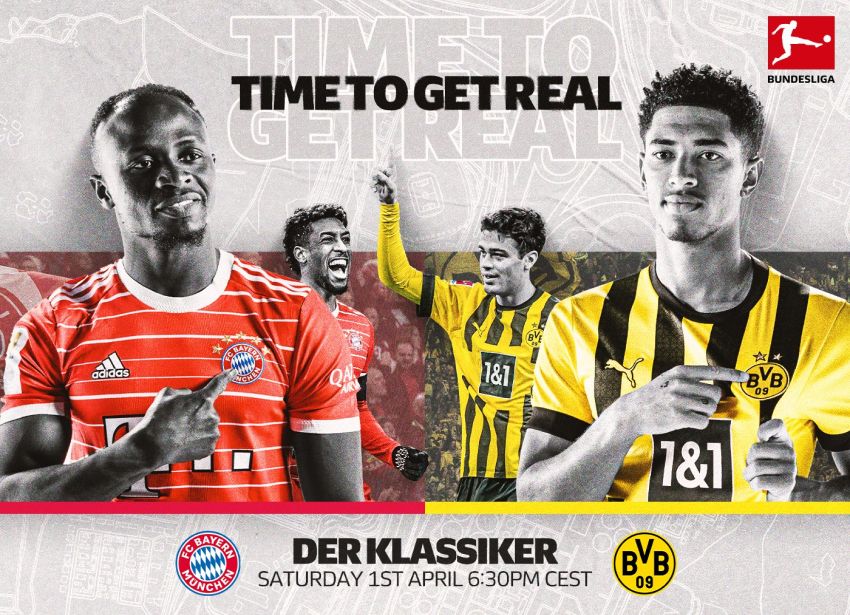 TIME TO
GET REAL
TIME TO GET REAL
BUNDESLIGA
adidas
FC BAYERN
MÜNCHEN
T
QA
1&1
BVB
09
1&1
FC BAYERN
MÜNCHEN
DER KLASSIKER
SATURDAY 1ST APRIL 6:30PM CEST
BVB
09